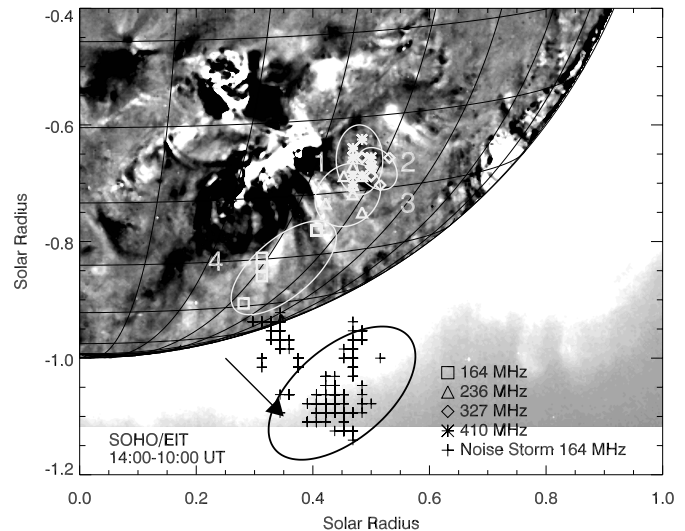 -0.4
-0.6
-0.8
-1.0
-1.2
Solar Radius
1
2
3
4
164 MHz
236 MHz
327 MHz
410 MHz
Noise Storm 164 MHz
SOHO/EIT
14:00-10:00 UT
0.0 0.2 0.4 0.6 0.8 1.0
Solar Radius